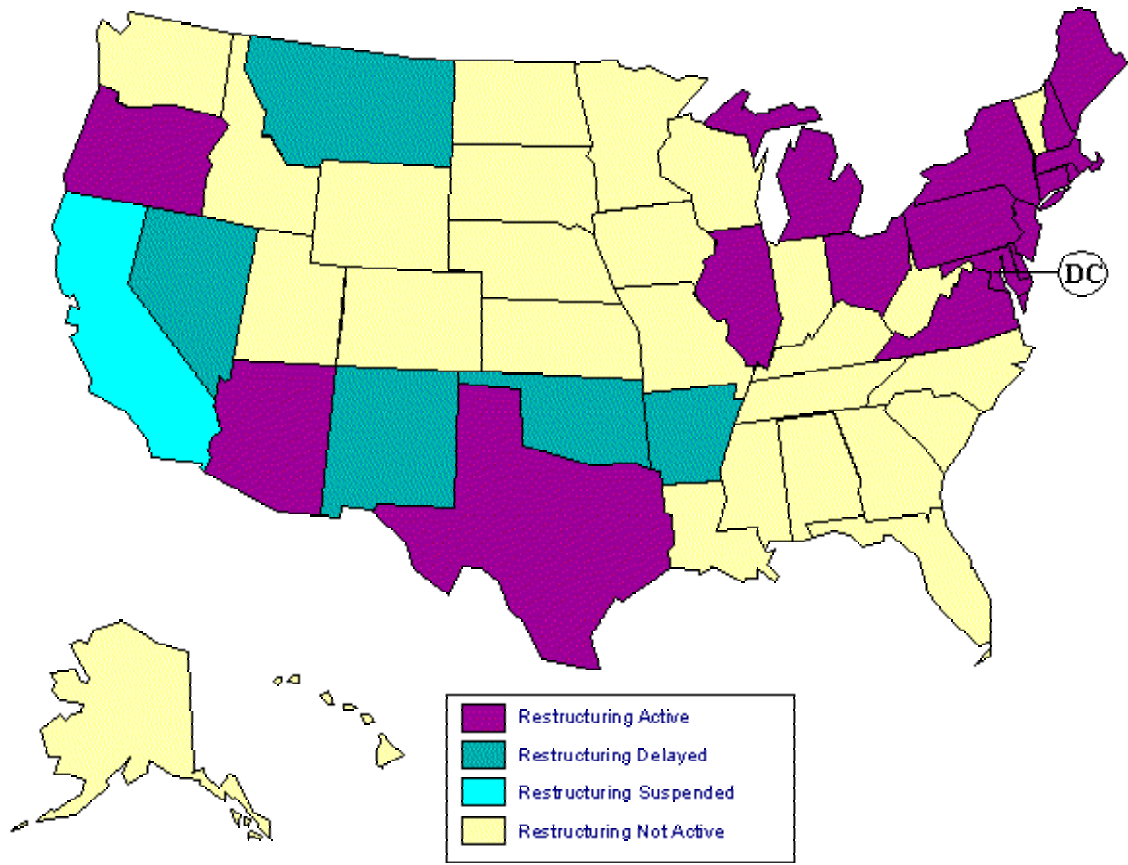 DC
Restructuring Active
Restructuring Delayed
Restructuring Suspended
Restructuring Not Active